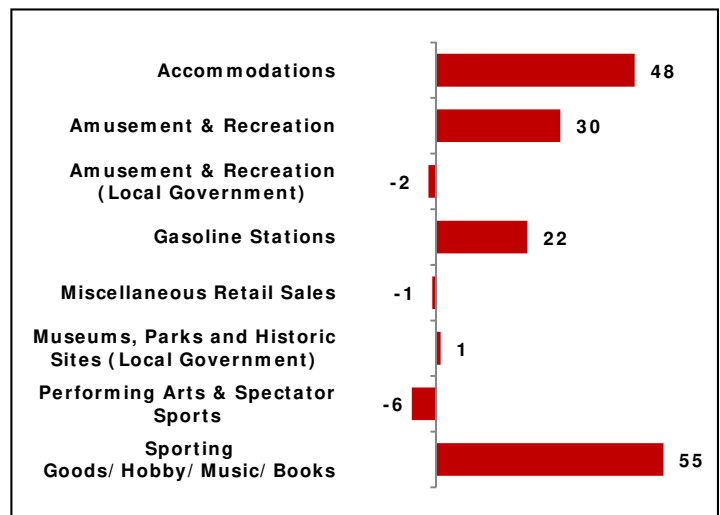 Accommodations
48
Amusement & Recreation
30
Amusement & Recreation
(Local Government)
-2
Gasoline Stations
22
Miscellaneous Retail Sales
-1
Museums, Parks and Historic
Sites (Local Government)
1
Performing Arts & Spectator
Sports
-6
Sporting
Goods/ Hobby/ Music/ Books
55